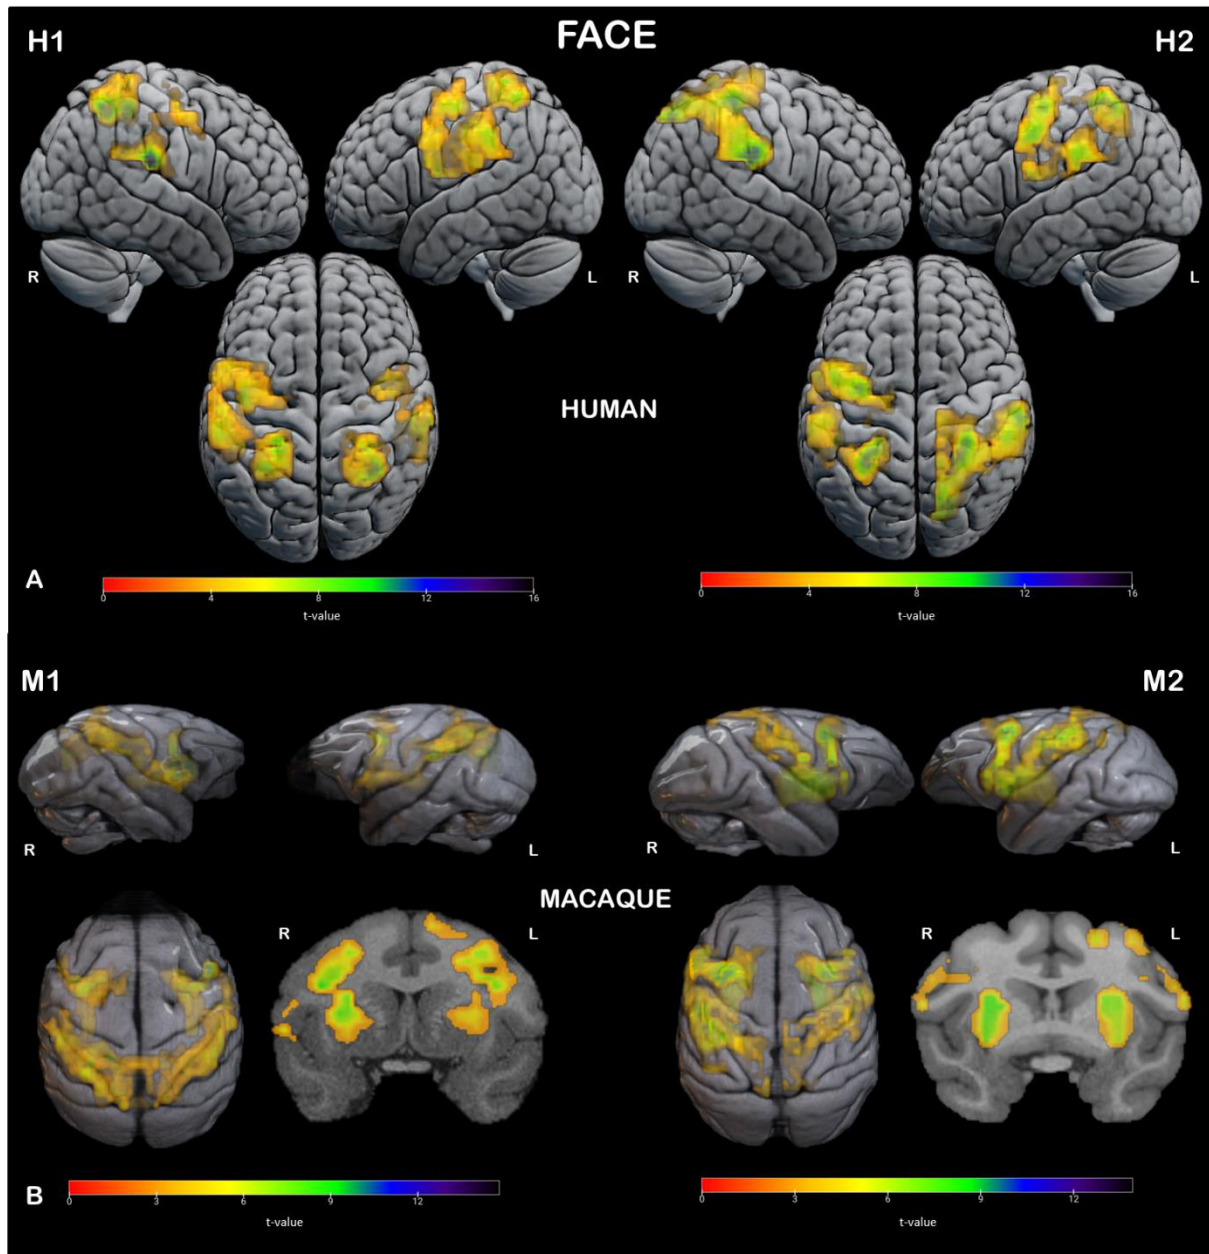 FACE
H1
H2
R
L
R
L
HUMAN
A
0 4 8 12 16
t-value
0 4 8 12 16
t-value
M1
M2
R
L
R
L
MACAQUE
R
L
R
L
B
0 3 6 9 12
t-value
0 3 6 9 12
t-value